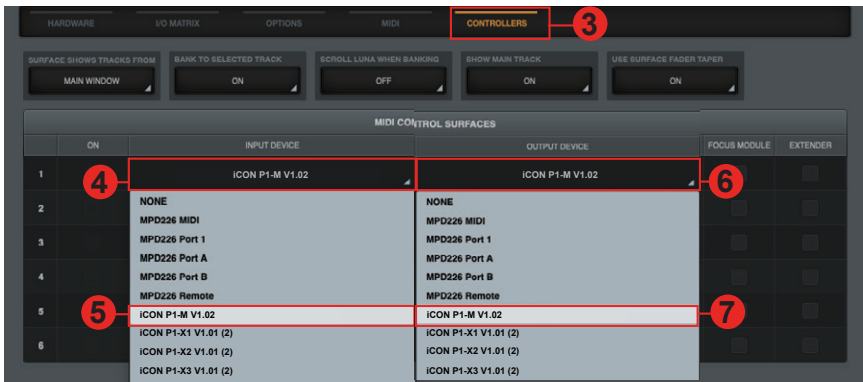 HARDWARE I/O MATRIX OPTIONS MIDI CONTROLLERS 3
SURFACE SHOWS TRACKS FROM BANK TO SELECTED TRACK SCROLL LUNA WHEN BANKING SHOW MAIN TRACK USE SURFACE FADER TAPER
MAIN WINDOW ON OFF ON ON
MIDI CONTROL SURFACES
ON INPUT DEVICE OUTPUT DEVICE FOCUS MODULE EXTENDER
1 4 iCON P1-M V1.02 iCON P1-M V1.02 6
2 NONE NONE
MPD226 MIDI MPD226 MIDI
3 MPD226 Port 1 MPD226 Port 1
MPD226 Port A MPD226 Port A
4 MPD226 Port B MPD226 Port B
MPD226 Remote MPD226 Remote
5 5 iCON P1-M V1.02 iCON P1-M V1.02 7
iCON P1-X1 V1.01 (2) iCON P1-X1 V1.01 (2)
6 iCON P1-X2 V1.01 (2) iCON P1-X2 V1.01 (2)
iCON P1-X3 V1.01 (2) iCON P1-X3 V1.01 (2)